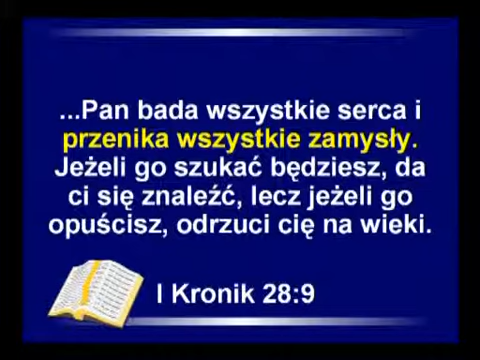 ...Pan bada wszystkie serca i
przenika wszystkie zamysły.
Jeżeli go szukać będziesz, da
ci się znaleźć, lecz jeżeli go
opuścisz, odrzuci cię na wieki.
I Kronik 28:9